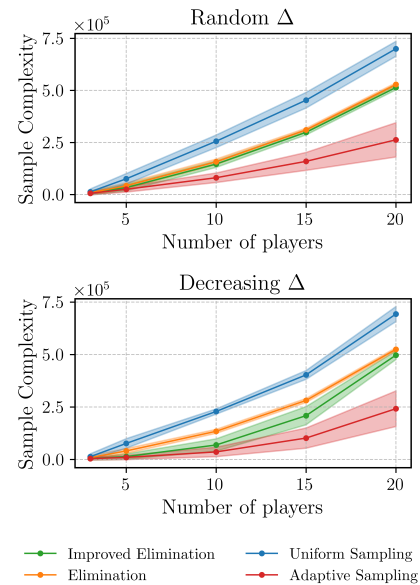 Random Δ
×10⁵
7.5
5.0
2.5
0.0
Sample Complexity
5 10 15 20
Number of players
Decreasing Δ
×10⁵
7.5
5.0
2.5
0.0
Sample Complexity
5 10 15 20
Number of players
Improved Elimination
Elimination
Uniform Sampling
Adaptive Sampling